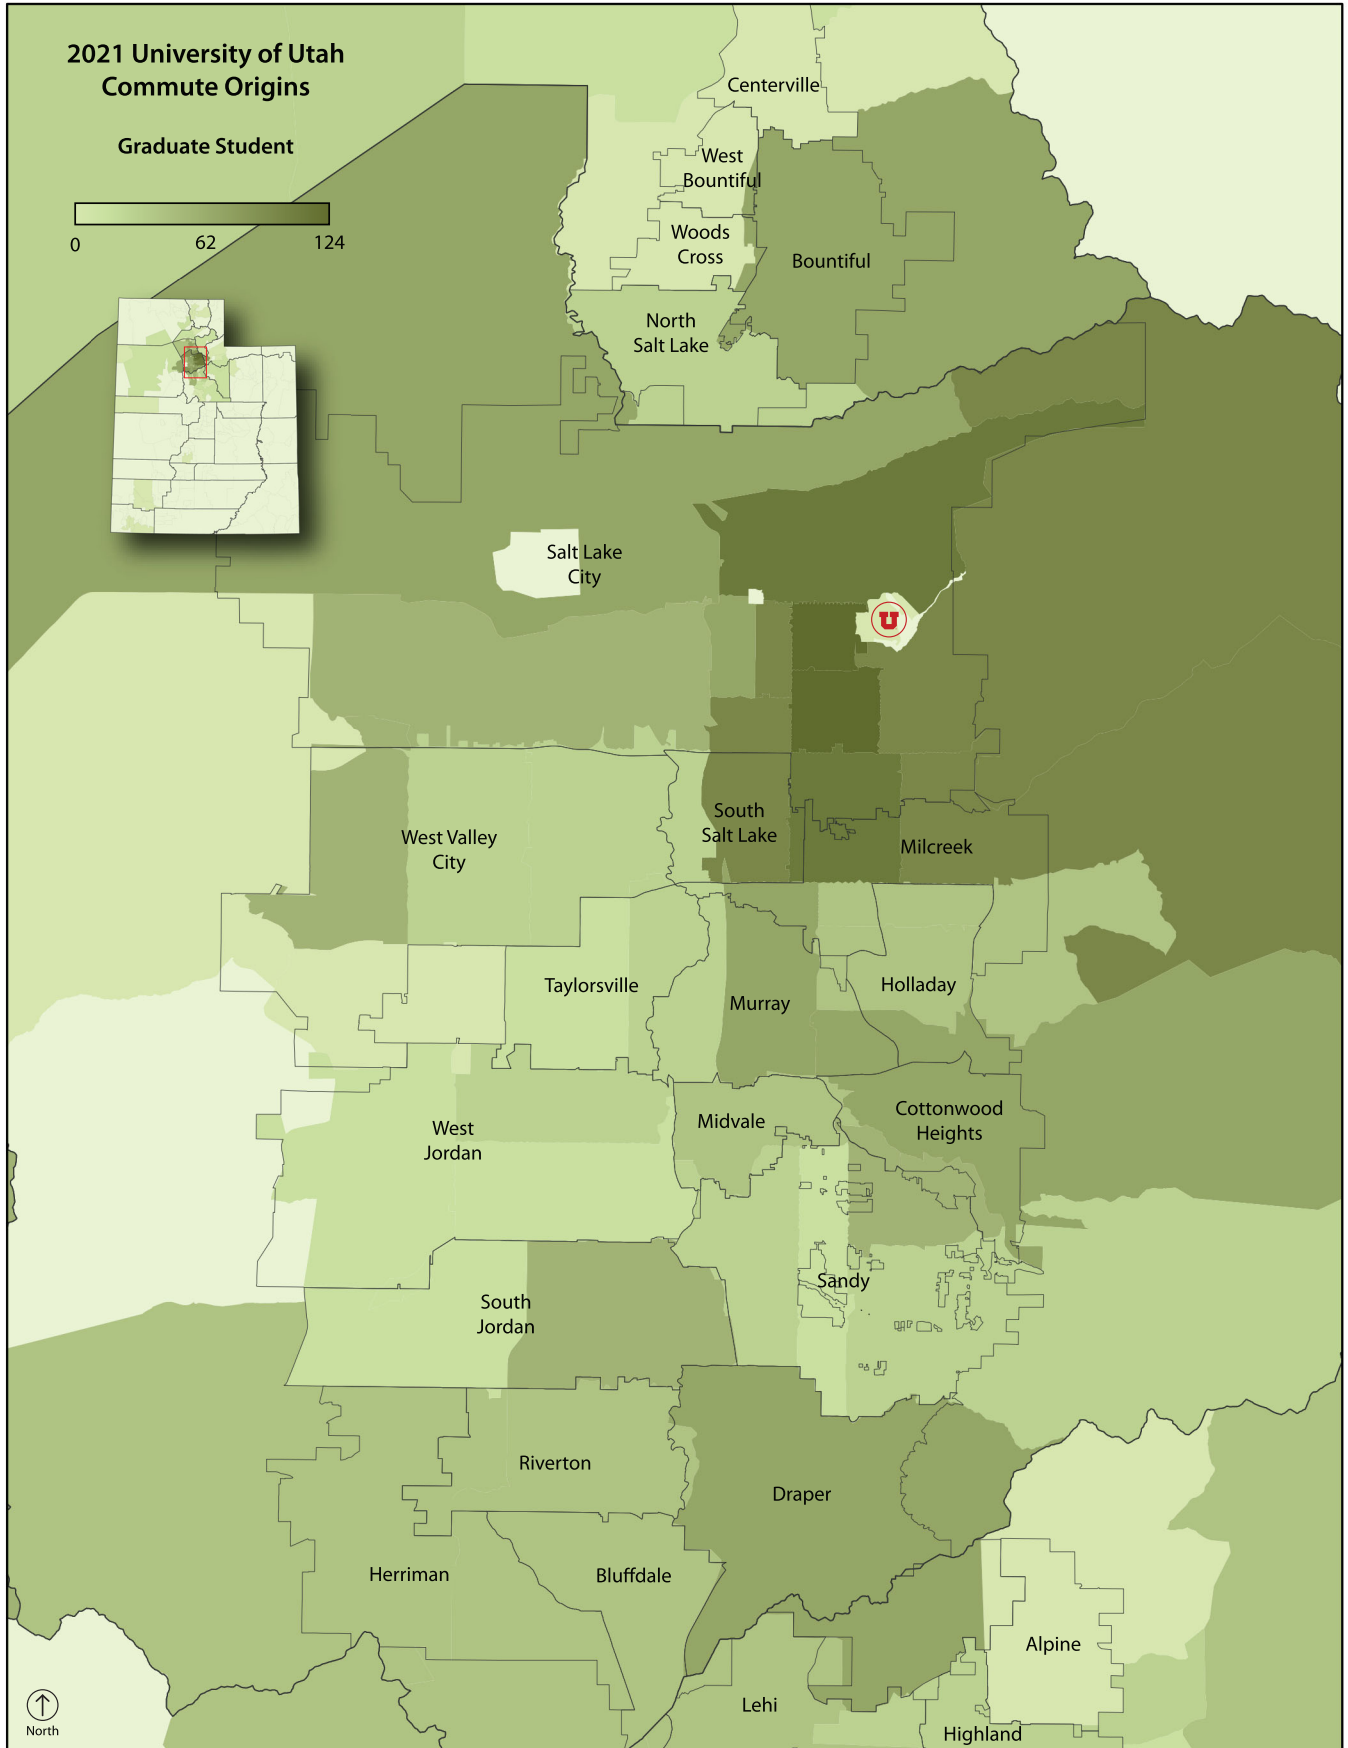 2021 University of Utah
Commute Origins
Graduate Student
0
62
124
Centerville
West
Bountiful
Woods
Cross
Bountiful
North
Salt Lake
Salt Lake
City
U
South
Salt Lake
West Valley
City
Milcreek
Taylorsville
Murray
Holladay
Midvale
Cottonwood
Heights
West
Jordan
Sandy
South
Jordan
Riverton
Draper
Herriman
Bluffdale
Alpine
Lehi
Highland
North